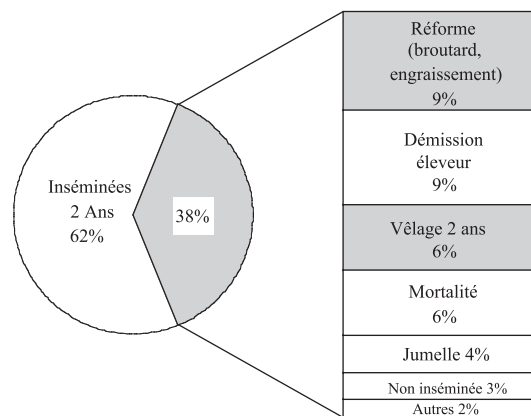 Inséminées
2 Ans
62%
38%
Réforme
(broutard,
engraissement)
9%
Démission
éleveur
9%
Vêlage 2 ans
6%
Mortalité
6%
Jumelle 4%
Non inséminée 3%
Autres 2%